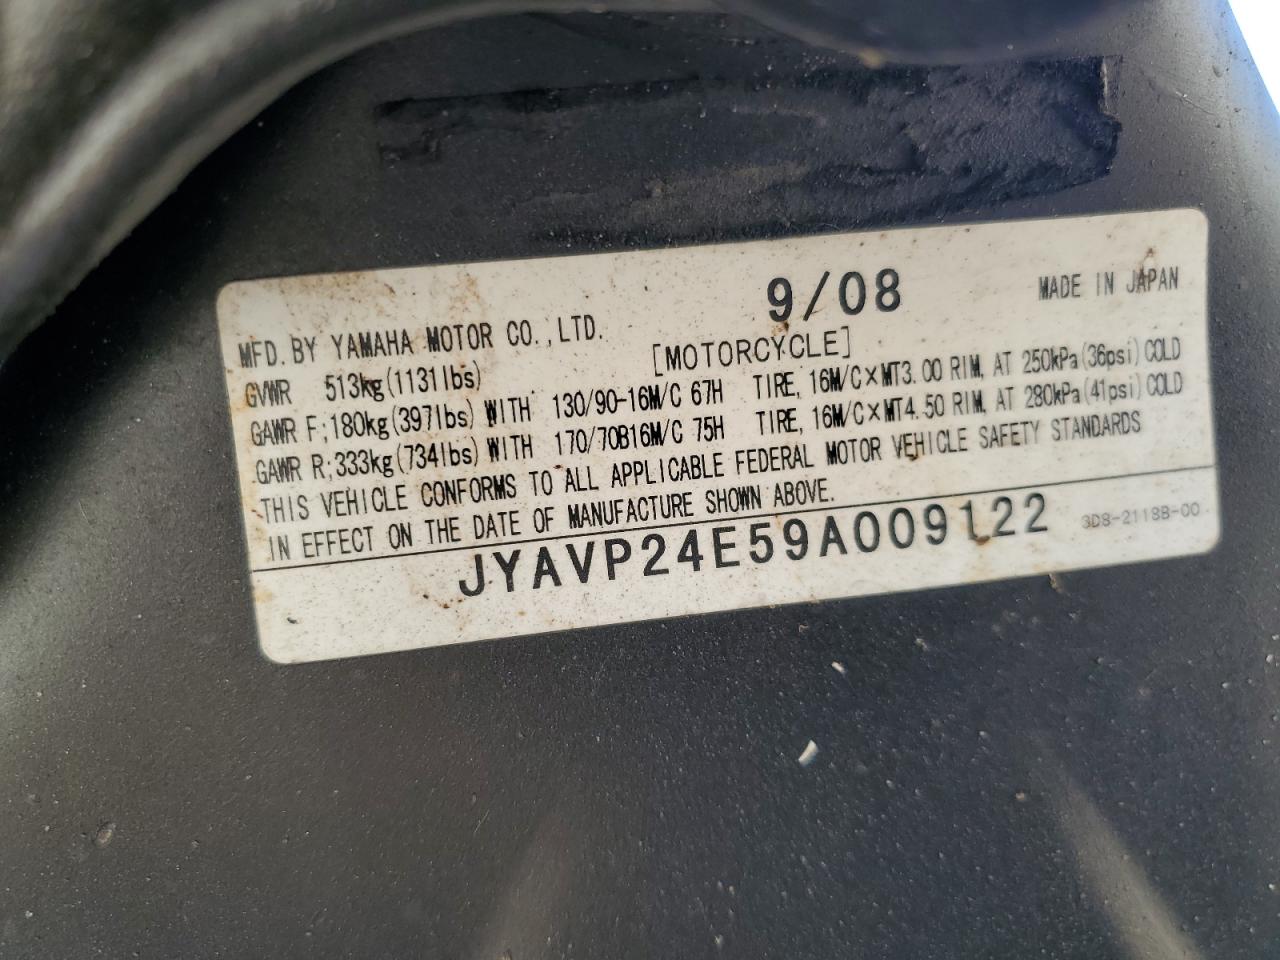 9/08
MADE IN JAPAN
MFD. BY YAMAHA MOTOR CO.,LTD.
[MOTORCYCLE]
GVWR 513kg(1131lbs)
GAWR F;180kg(397lbs) WITH 130/90-16M/C 67H TIRE, 16M/C×MT3.00 RIM, AT 250kPa(36psi) COLD
GAWR R;333kg(734lbs) WITH 170/70B16M/C 75H TIRE, 16M/C×MT4.50 RIM, AT 280kPa(41psi) COLD
THIS VEHICLE CONFORMS TO ALL APPLICABLE FEDERAL MOTOR VEHICLE SAFETY STANDARDS
IN EFFECT ON THE DATE OF MANUFACTURE SHOWN ABOVE.
JYAVP24E59A009122
3D8-2118B-00